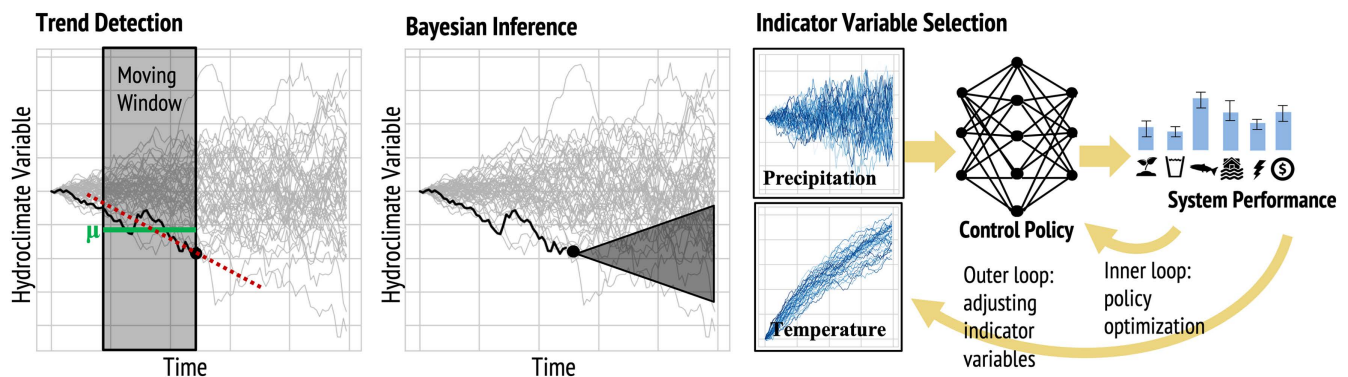 Trend Detection
Moving
Window
Hydroclimate Variable
μ
Time
Bayesian Inference
Hydroclimate Variable
Time
Indicator Variable Selection
Precipitation
Temperature
Control Policy
$
System Performance
Outer loop:
adjusting
indicator
variables
Inner loop:
policy
optimization